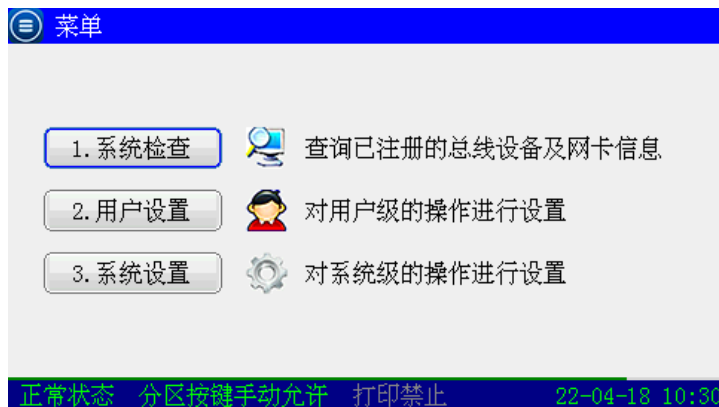 菜单
1.系统检查 查询已注册的总线设备及网卡信息
2.用户设置 对用户级的操作进行设置
3.系统设置 对系统级的操作进行设置
正常状态 分区按键手动允许 打印禁止 22-04-18 10:30